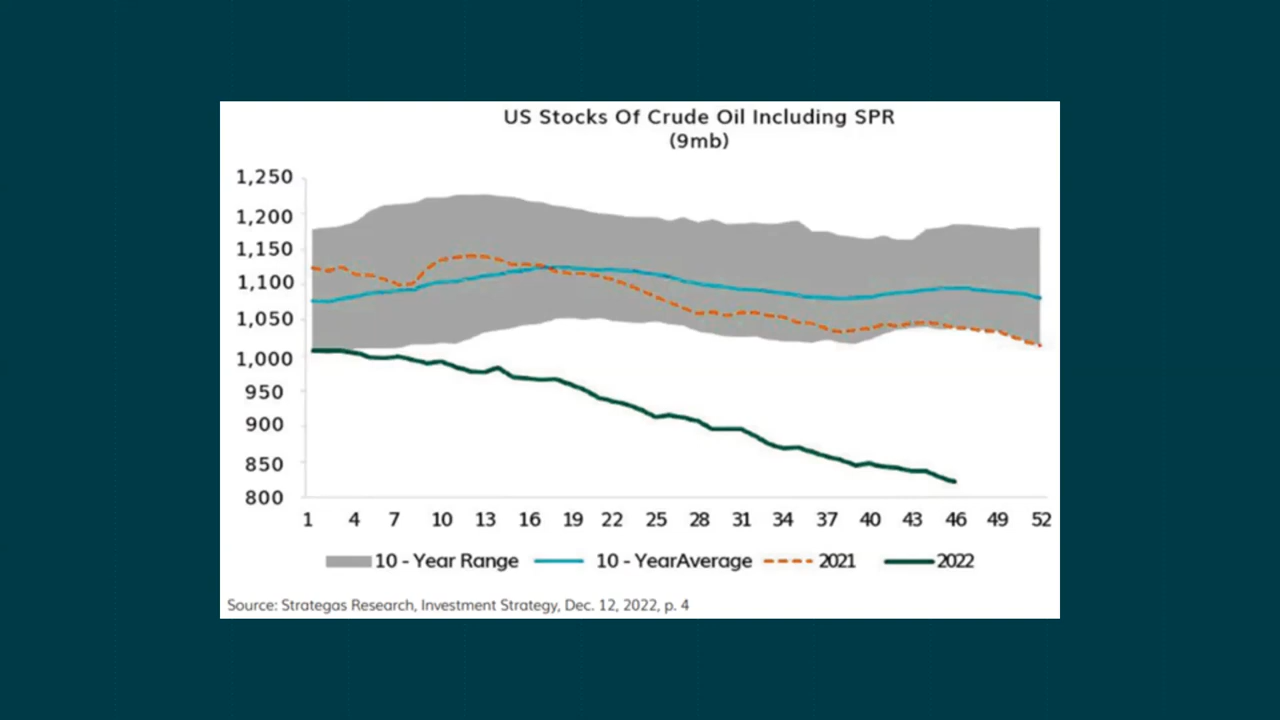 US Stocks Of Crude Oil Including SPR
(9mb)
1,250
1,200
1,150
1,100
1,050
1,000
950
900
850
800
1 4 7 10 13 16 19 22 25 28 31 34 37 40 43 46 49 52
10 - Year Range 10 - YearAverage 2021 2022
Source: Strategas Research, Investment Strategy, Dec. 12, 2022, p. 4